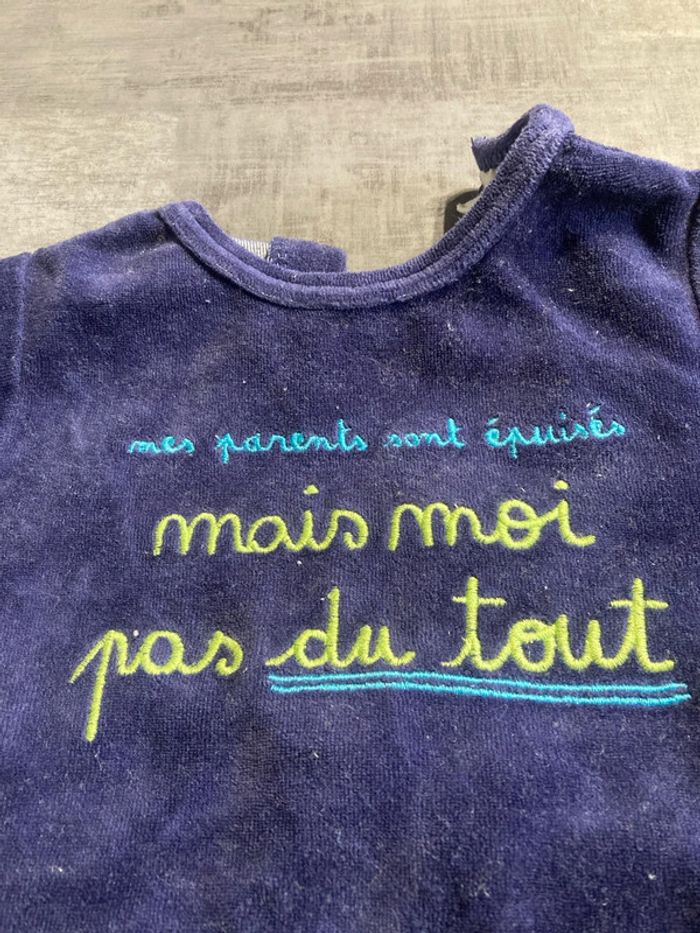 mes parents sont épuisés
mais moi
pas du tout